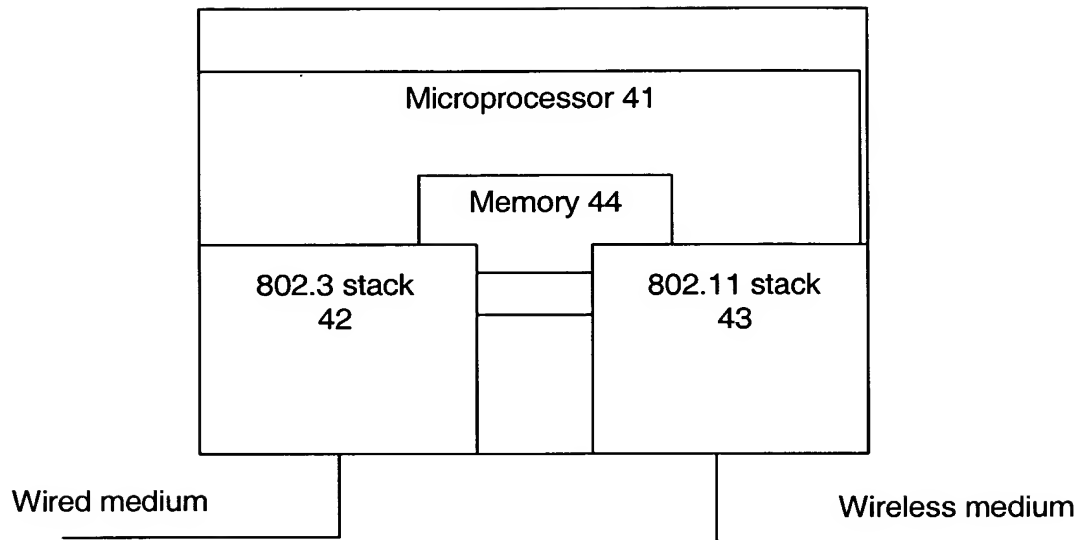 Microprocessor 41
Memory 44
802.3 stack
42
802.11 stack
43
Wired medium
Wireless medium